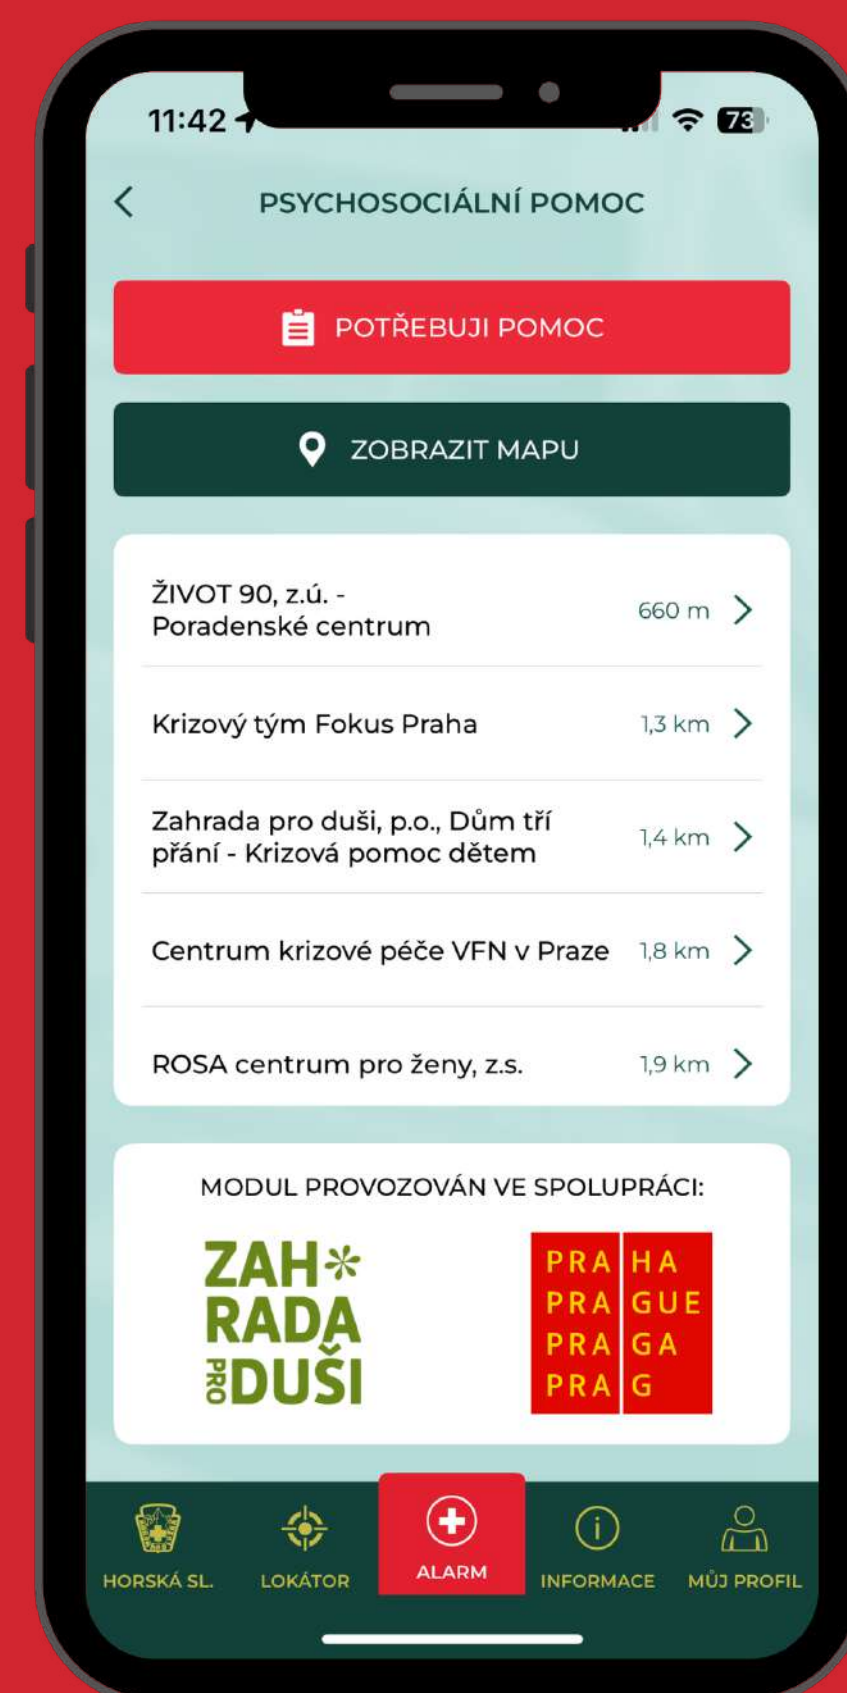 11:42
73
PSYCHOSOCIÁLNÍ POMOC
POTŘEBUJI POMOC
ZOBRAZIT MAPU
ŽIVOT 90, z.ú. -
Poradenské centrum
660 m
Krizový tým Fokus Praha
1,3 km
Zahrada pro duši, p.o., Dům tří
přání - Krizová pomoc dětem
1,4 km
Centrum krizové péče VFN v Praze
1,8 km
ROSA centrum pro ženy, z.s.
1,9 km
MODUL PROVOZOVÁN VE SPOLUPRÁCI:
ZAH
RADA
PRO DUŠI
PRA HA
PRA GUE
PRA GA
PRA G
HORSKÁ SL.
LOKÁTOR
ALARM
INFORMACE
MŮJ PROFIL